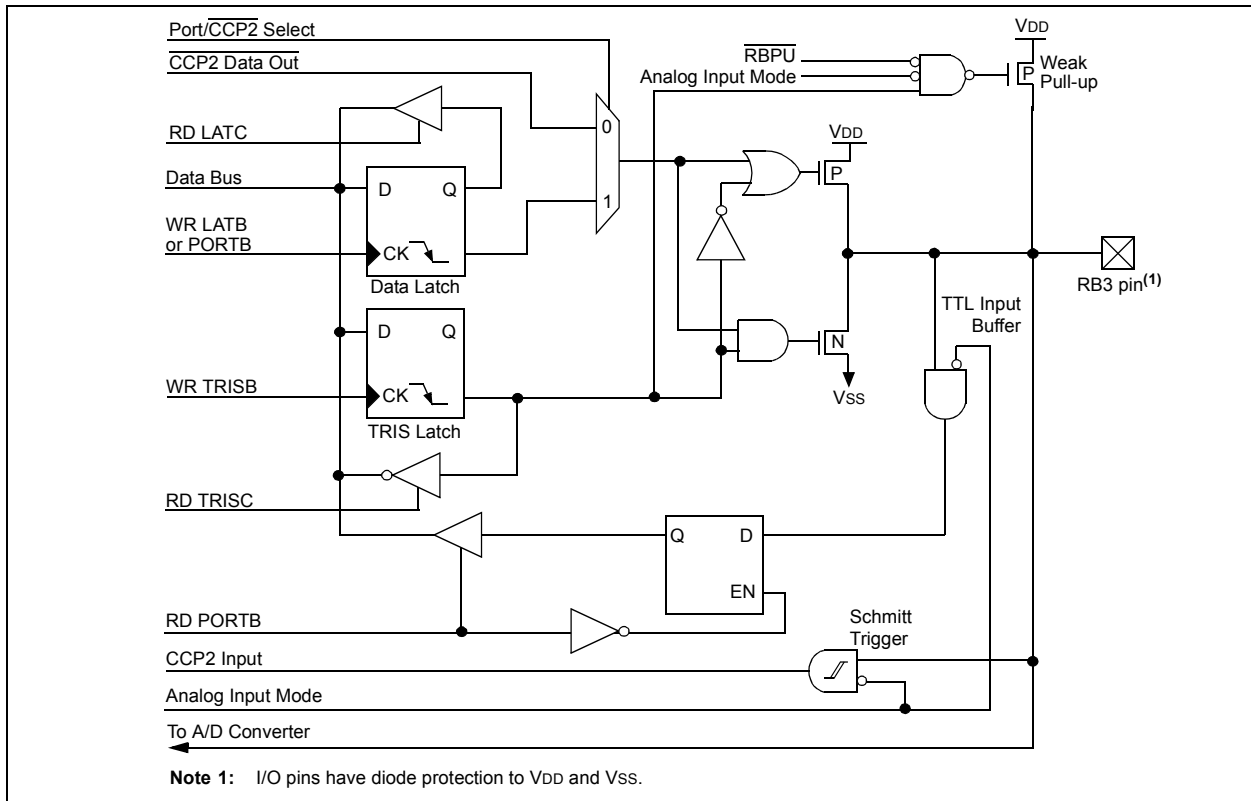 Port/CCP2 Select
CCP2 Data Out
RD LATC
Data Bus
WR LATB
or PORTB
D Q
CK
Data Latch
D Q
WR TRISB
CK
TRIS Latch
RD TRISC
RD PORTB
CCP2 Input
Analog Input Mode
To A/D Converter
0
1
RBPU
Analog Input Mode
VDD
P
Weak
Pull-up
VDD
P
N
VSS
RB3 pin(1)
TTL Input
Buffer
Q D
EN
Schmitt
Trigger
Note 1: I/O pins have diode protection to VDD and VSS.